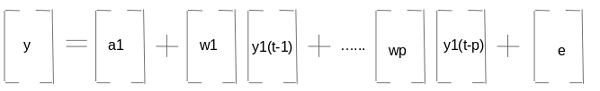 y = a1 + w1 y1(t-1) + ...... wp y1(t-p) + e